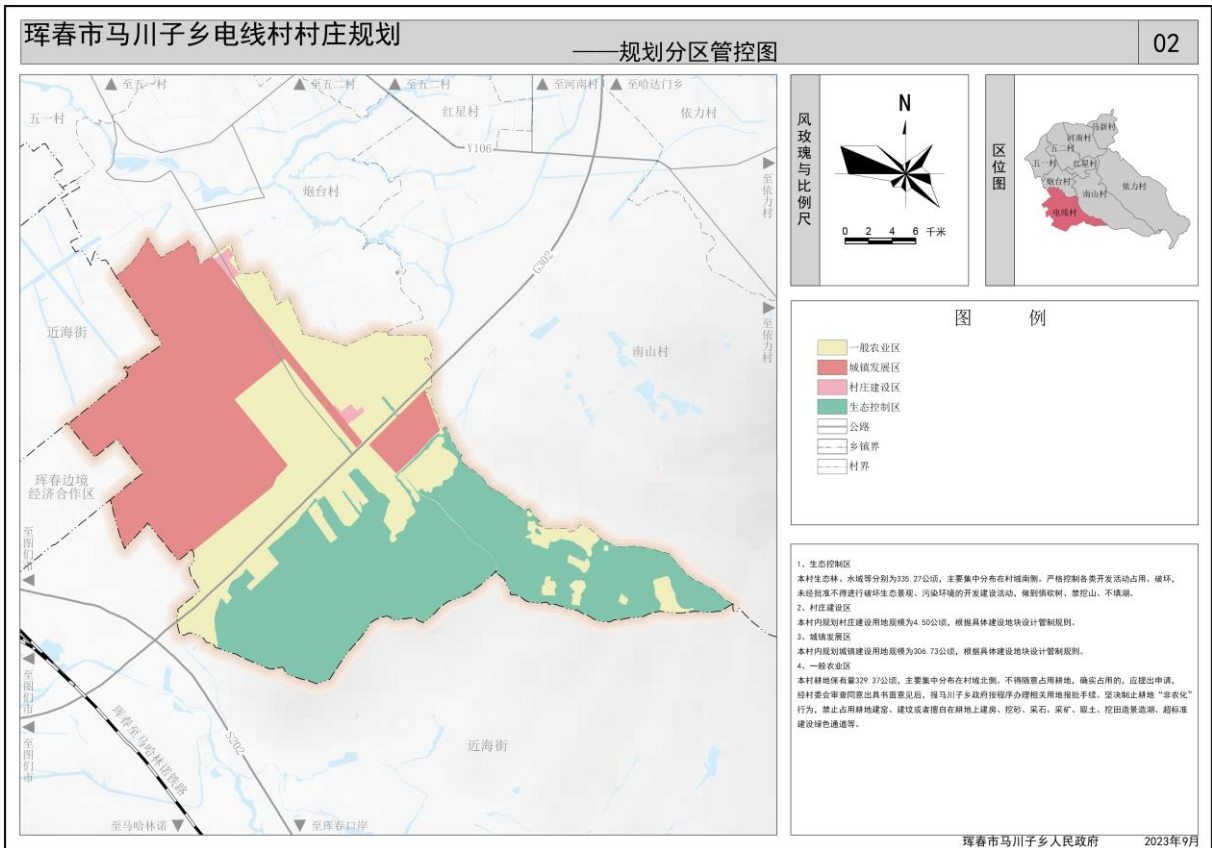 珲春市马川子乡电线村村庄规划
——规划分区管控图
02
至五一村
至五二村
至五二村
至河南村
至哈达门乡
五一村
红星村
依力村
Y106
炮台村
至依力村
G302
近海街
南山村
至依力村
珲春边境
经济合作区
至图们市
至图们市
至图们市
珲春至马哈林诺铁路
S202
近海街
至马哈林诺
至珲春口岸
风玫瑰与比例尺
N
0 2 4 6 千米
区位图
马新村
河南村
五二村
五一村
红星村
炮台村
依力村
南山村
电线村
图 例
一般农业区
城镇发展区
村庄建设区
生态控制区
公路
乡镇界
村界
1、生态控制区
本村生态林、水域等分别为335.27公顷，主要集中分布在村域南侧。严格控制各类开发活动占用、破坏，
未经批准不得进行破坏生态景观、污染环境的开发建设活动，做到慎砍树、禁挖山、不填湖。
2、村庄建设区
本村内规划村庄建设用地规模为4.50公顷，根据具体建设地块设计管制规则。
3、城镇发展区
本村内规划城镇建设用地规模为306.73公顷，根据具体建设地块设计管制规则。
4、一般农业区
本村耕地保有量329.37公顷，主要集中分布在村域北侧。不得随意占用耕地，确实占用的，应提出申请，
经村委会审查同意出具书面意见后，报马川子乡政府按程序办理相关用地报批手续。坚决制止耕地“非农化”
行为，禁止占用耕地建窑、建坟或者擅自在耕地上建房、挖砂、采石、采矿、取土、挖田造景造湖、超标准
建设绿色通道等。
珲春市马川子乡人民政府
2023年9月